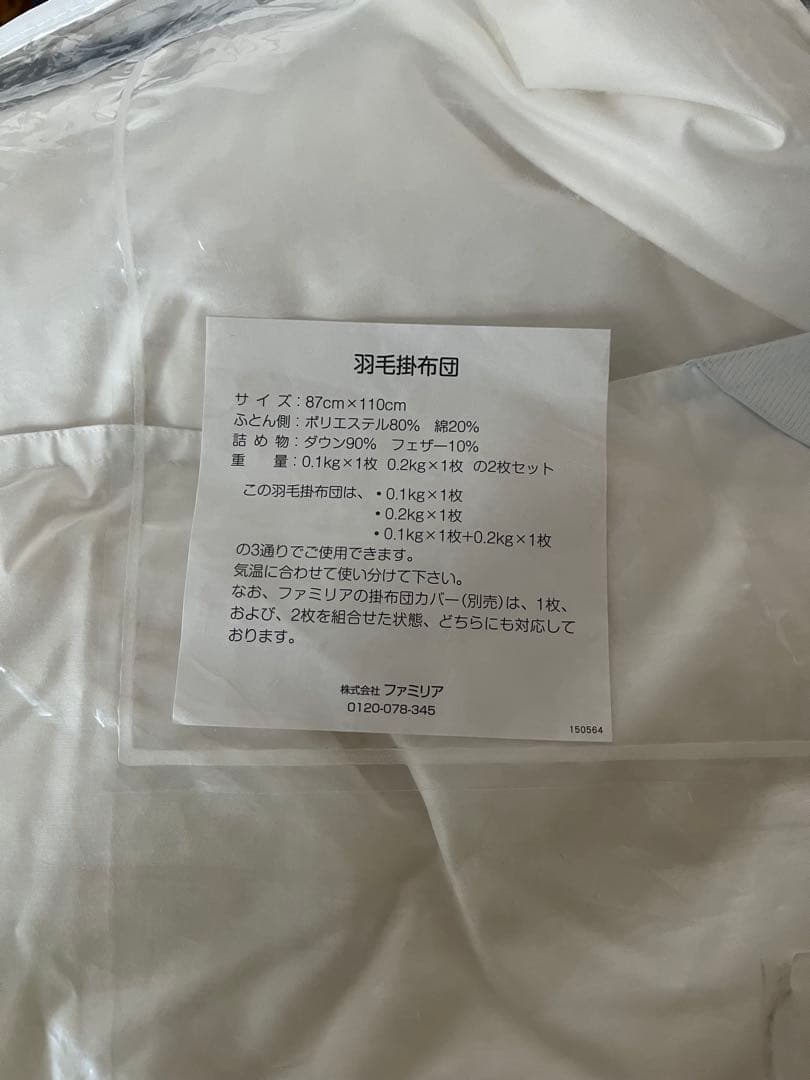 羽毛掛布団
サイズ:87cm×110cm
ふとん側:ポリエステル80% 綿20%
詰め物:ダウン90% フェザー10%
重 量:0.1kg×1枚 0.2kg×1枚 の2枚セット
この羽毛掛布団は、・0.1kg×1枚
・0.2kg×1枚
・0.1kg×1枚+0.2kg×1枚
の3通りでご使用できます。
気温に合わせて使い分けて下さい。
なお、ファミリアの掛布団カバー(別売)は、1枚、
および、2枚を組合せた状態、どちらにも対応して
おります。
株式会社 ファミリア
0120-078-345
150564